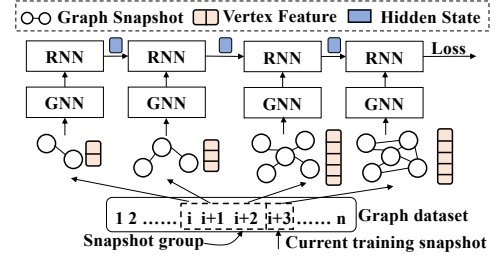 Graph Snapshot Vertex Feature Hidden State
RNN RNN RNN RNN Loss
GNN GNN GNN GNN
1 2 ...... i i+1 i+2 i+3 ...... n Graph dataset
Snapshot group Current training snapshot